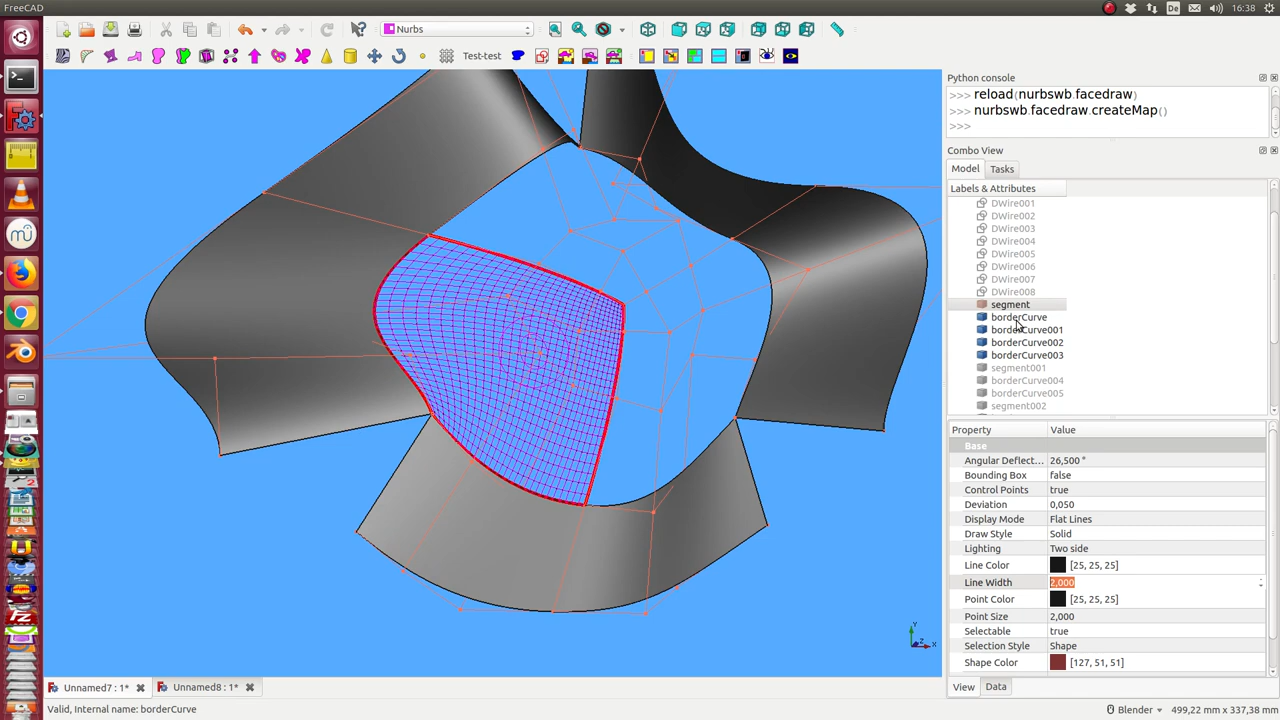 FreeCAD
De
16:38
Nurbs
Test-test
Python console
>>> reload(nurbswb.facedraw)
>>> nurbswb.facedraw.createMap()
>>>
Combo View
Model
Tasks
Labels & Attributes
DWire001
DWire002
DWire003
DWire004
DWire005
DWire006
DWire007
DWire008
segment
borderCurve
borderCurve001
borderCurve002
borderCurve003
segment001
borderCurve004
borderCurve005
segment002
Property Value
Base
Angular Deflect... 26,500 °
Bounding Box false
Control Points true
Deviation 0,050
Display Mode Flat Lines
Draw Style Solid
Lighting Two side
Line Color [25, 25, 25]
Line Width 2,000
Point Color [25, 25, 25]
Point Size 2,000
Selectable true
Selection Style Shape
Shape Color [127, 51, 51]
View Data
Unnamed7 : 1*
Unnamed8 : 1*
Valid, Internal name: borderCurve
Blender
499,22 mm x 337,38 mm
Y
Z
X